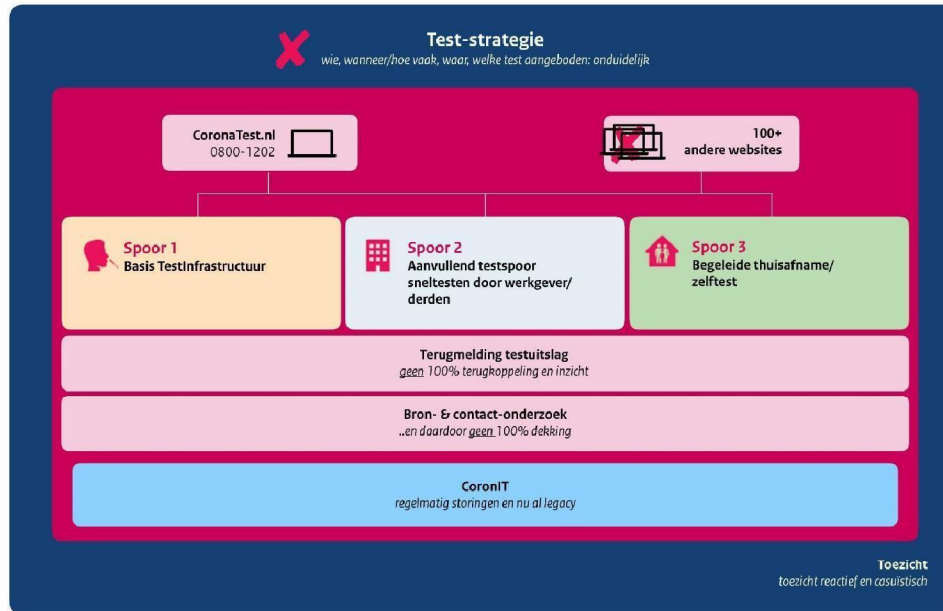 Test-strategie
wie, wanneer/hoe vaak, waar, welke test aangeboden: onduidelijk
CoronaTest.nl
0800-1202
100+
andere websites
Spoor 1
Basis TestInfrastructuur
Spoor 2
Aanvullend testspoor
sneltesten door werkgever/
derden
Spoor 3
Begeleide thuisafname/
zelftest
Terugmelding testuitslag
geen 100% terugkoppeling en inzicht
Bron- & contact-onderzoek
..en daardoor geen 100% dekking
CoronIT
regelmatig storingen en nu al legacy
Toezicht
toezicht reactief en casuïstisch